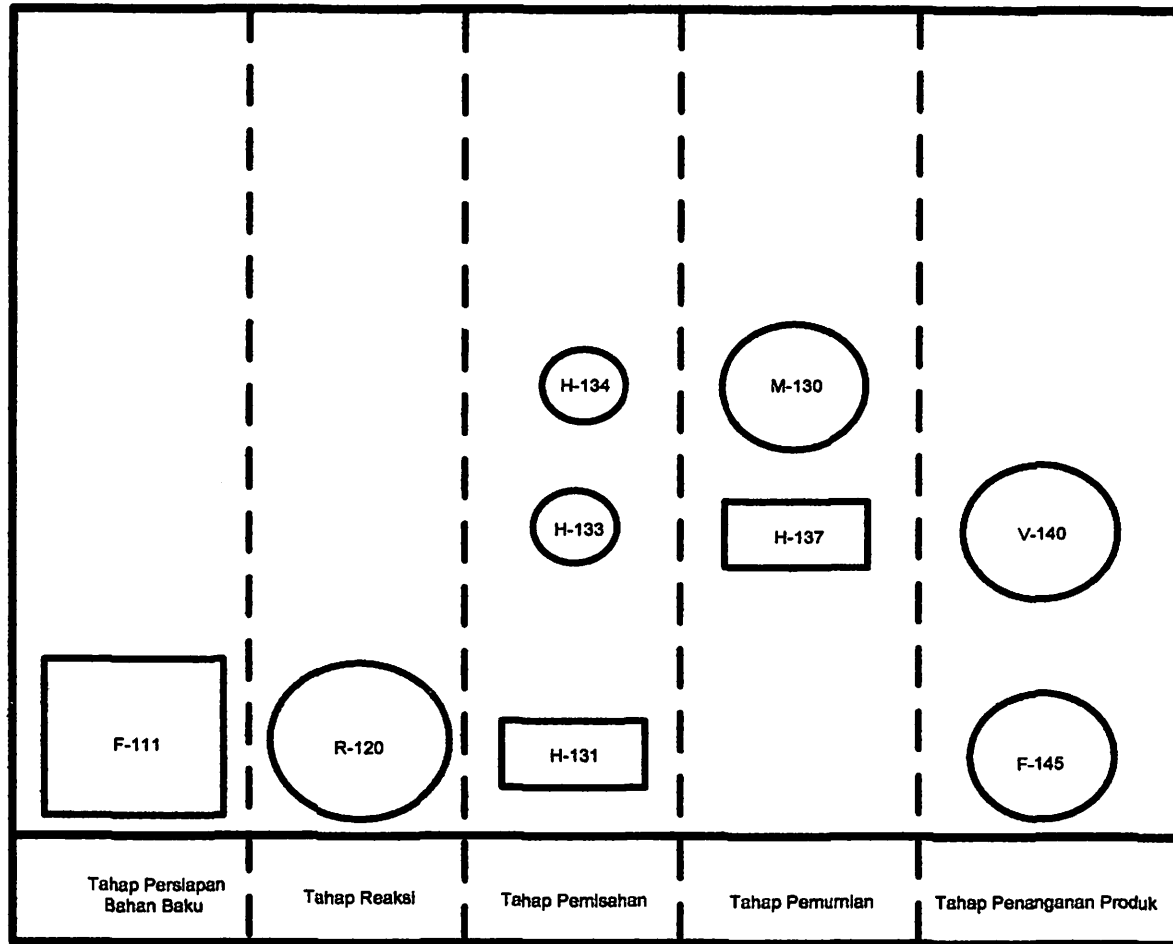 H-134
M-130
H-133
H-137
V-140
F-111
R-120
H-131
F-145
Tahap Persiapan
Bahan Baku
Tahap Reaksi
Tahap Pemisahan
Tahap Pemurnian
Tahap Penanganan Produk